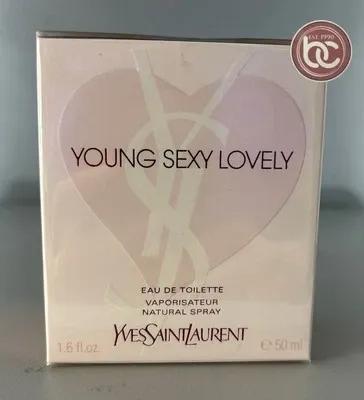 EST. 1990
bc
YSL
YOUNG SEXY LOVELY
EAU DE TOILETTE
VAPORISATEUR
NATURAL SPRAY
YVESSAINTLAURENT
1.6 fl.oz. ℮ 50 ml